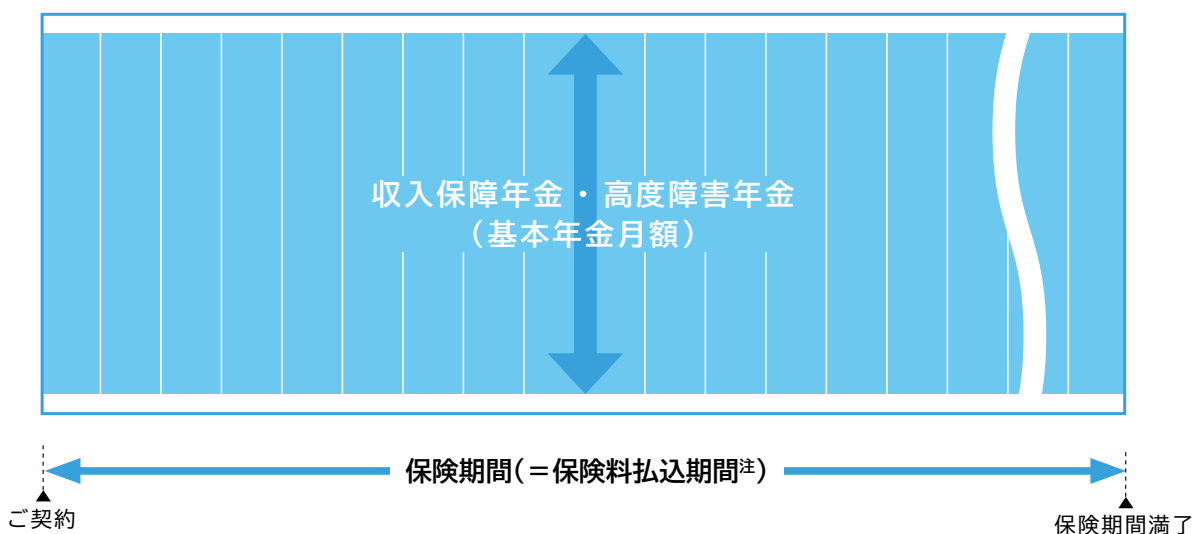 収入保障年金・高度障害年金
（基本年金月額）
保険期間（＝保険料払込期間注）
ご契約
保険期間満了